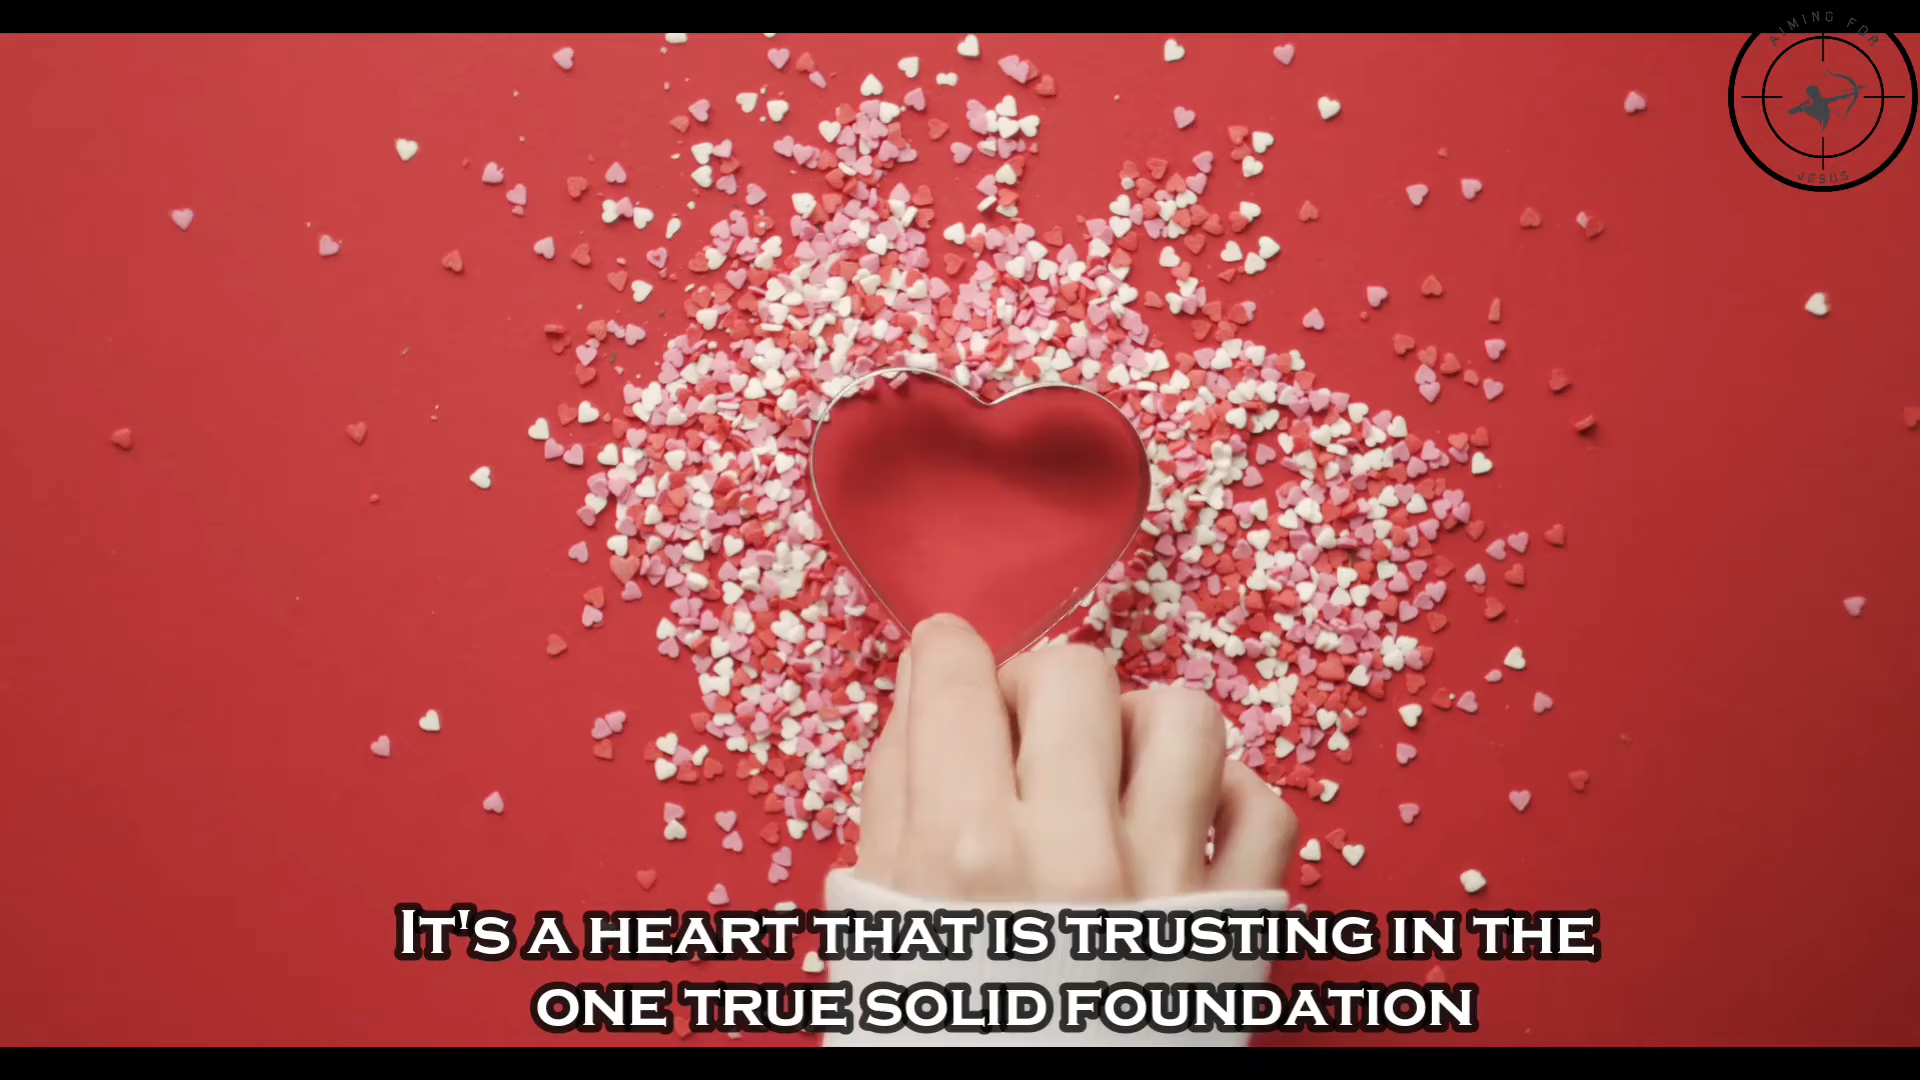 AIMING FOR
JESUS
IT'S A HEART THAT IS TRUSTING IN THE
ONE TRUE SOLID FOUNDATION